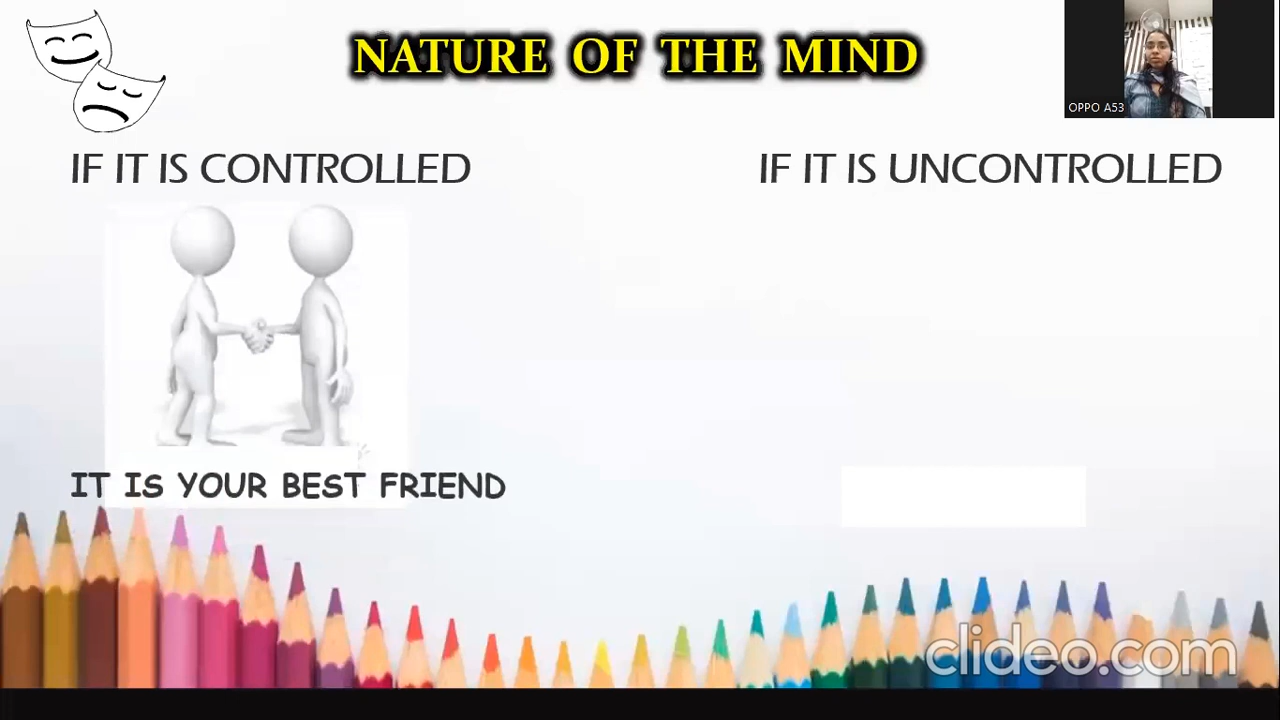 NATURE OF THE MIND
OPPO A53
IF IT IS CONTROLLED
IF IT IS UNCONTROLLED
IT IS YOUR BEST FRIEND
clideo.com